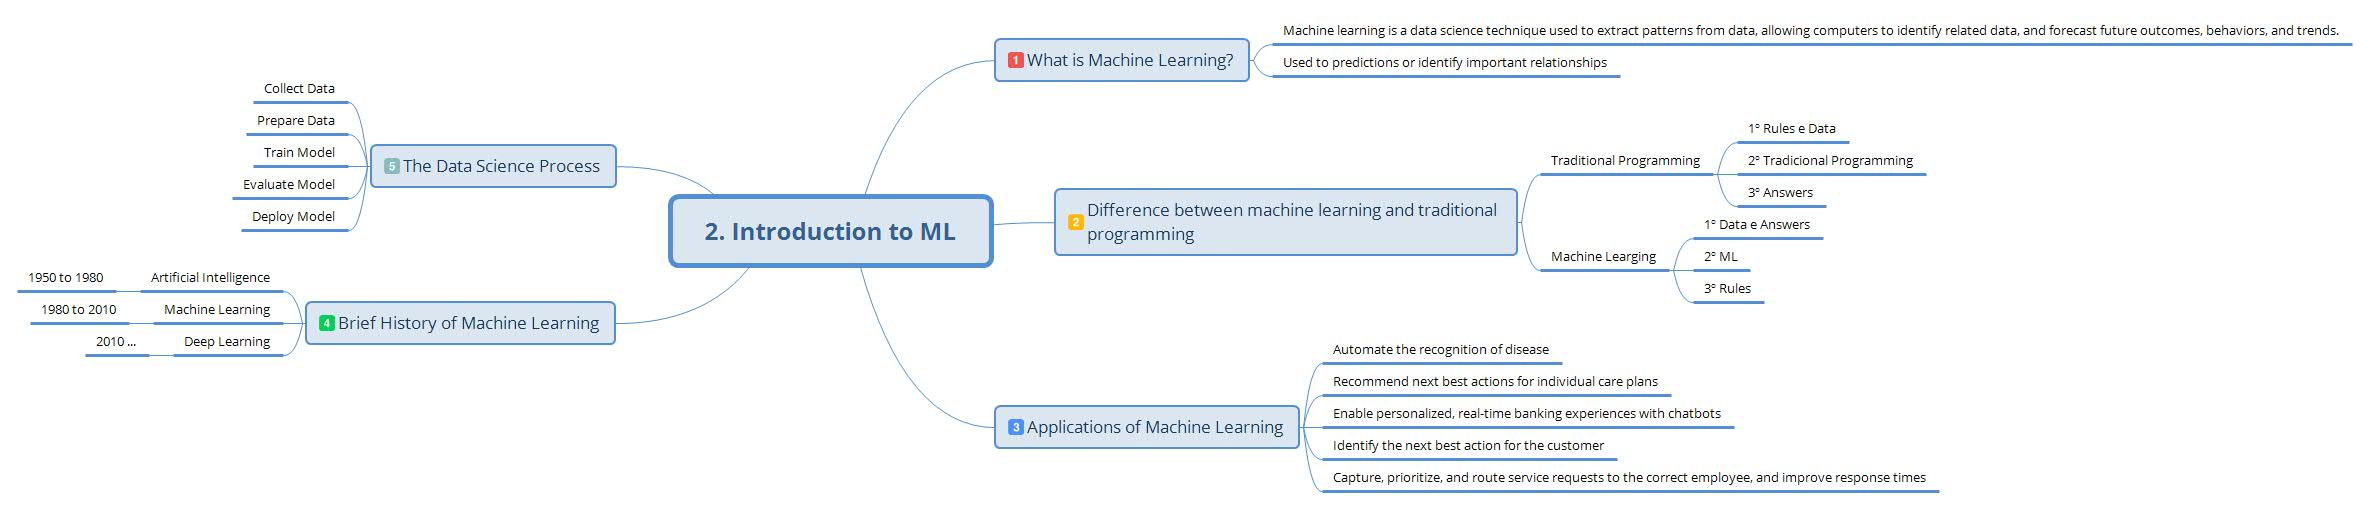 2. Introduction to ML
1 What is Machine Learning?
Machine learning is a data science technique used to extract patterns from data, allowing computers to identify related data, and forecast future outcomes, behaviors, and trends.
Used to predictions or identify important relationships
2 Difference between machine learning and traditional
programming
Traditional Programming
1º Rules e Data
2º Tradicional Programming
3º Answers
Machine Learging
1º Data e Answers
2º ML
3º Rules
3 Applications of Machine Learning
Automate the recognition of disease
Recommend next best actions for individual care plans
Enable personalized, real-time banking experiences with chatbots
Identify the next best action for the customer
Capture, prioritize, and route service requests to the correct employee, and improve response times
4 Brief History of Machine Learning
Artificial Intelligence
1950 to 1980
Machine Learning
1980 to 2010
Deep Learning
2010 ...
5 The Data Science Process
Collect Data
Prepare Data
Train Model
Evaluate Model
Deploy Model